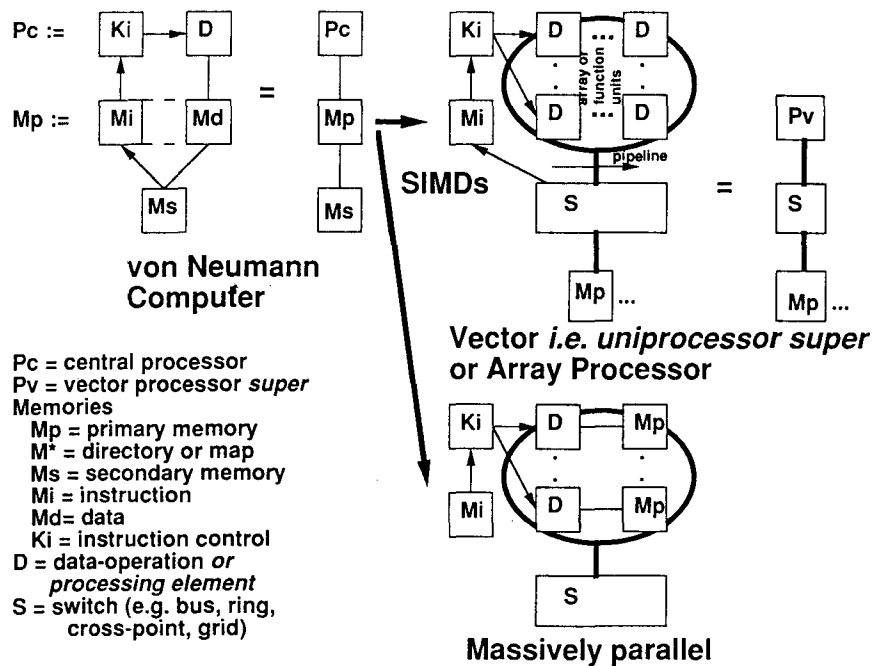 Pc := Ki D = Pc
Mp := Mi Md Mp
Ms Ms
von Neumann
Computer
SIMDs
Ki D ... D
array or
function
units
Mi D ... D
pipeline
S = Pv
S
Mp ... Mp ...
Vector i.e. uniprocessor super
or Array Processor
Ki D Mp
Mi D Mp
S
Massively parallel
Pc = central processor
Pv = vector processor super
Memories
Mp = primary memory
M* = directory or map
Ms = secondary memory
Mi = instruction
Md= data
Ki = instruction control
D = data-operation or
processing element
S = switch (e.g. bus, ring,
cross-point, grid)